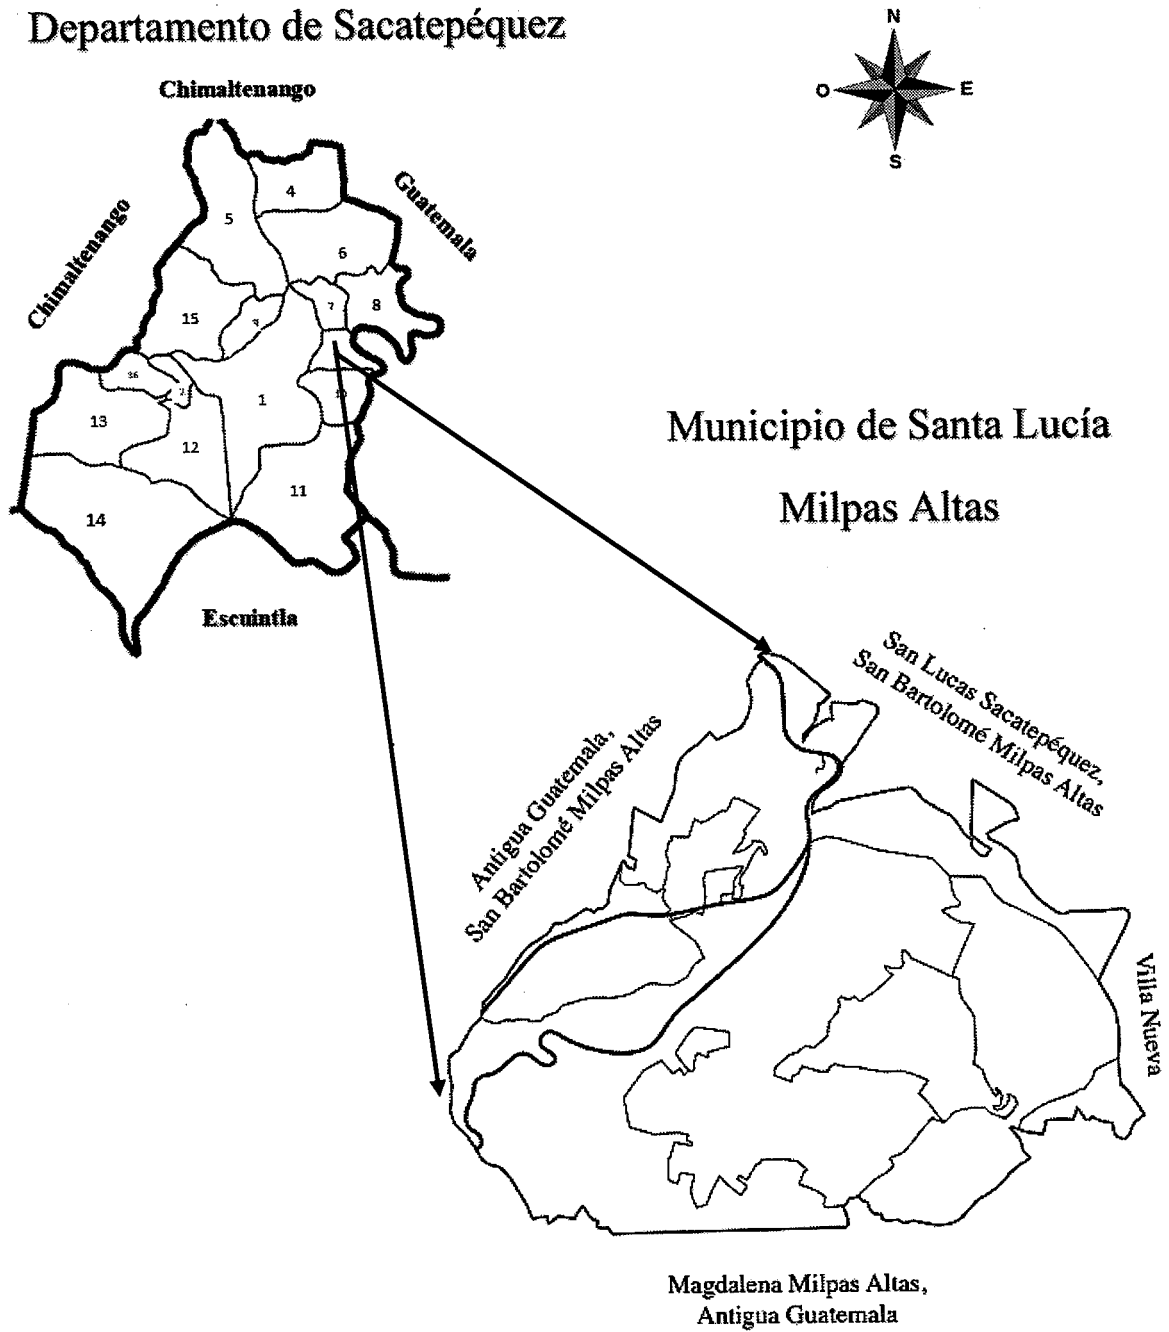 Departamento de Sacatepéquez
N
O
E
S
Chimaltenango
Chimaltenango
Guatemala
4
5
6
7
8
15
3
16
1
13
12
10
11
14
Escuintla
Municipio de Santa Lucía
Milpas Altas
San Lucas Sacatepéquez,
San Bartolomé Milpas Altas
Antigua Guatemala,
San Bartolomé Milpas Altas
Villa Nueva
Magdalena Milpas Altas,
Antigua Guatemala